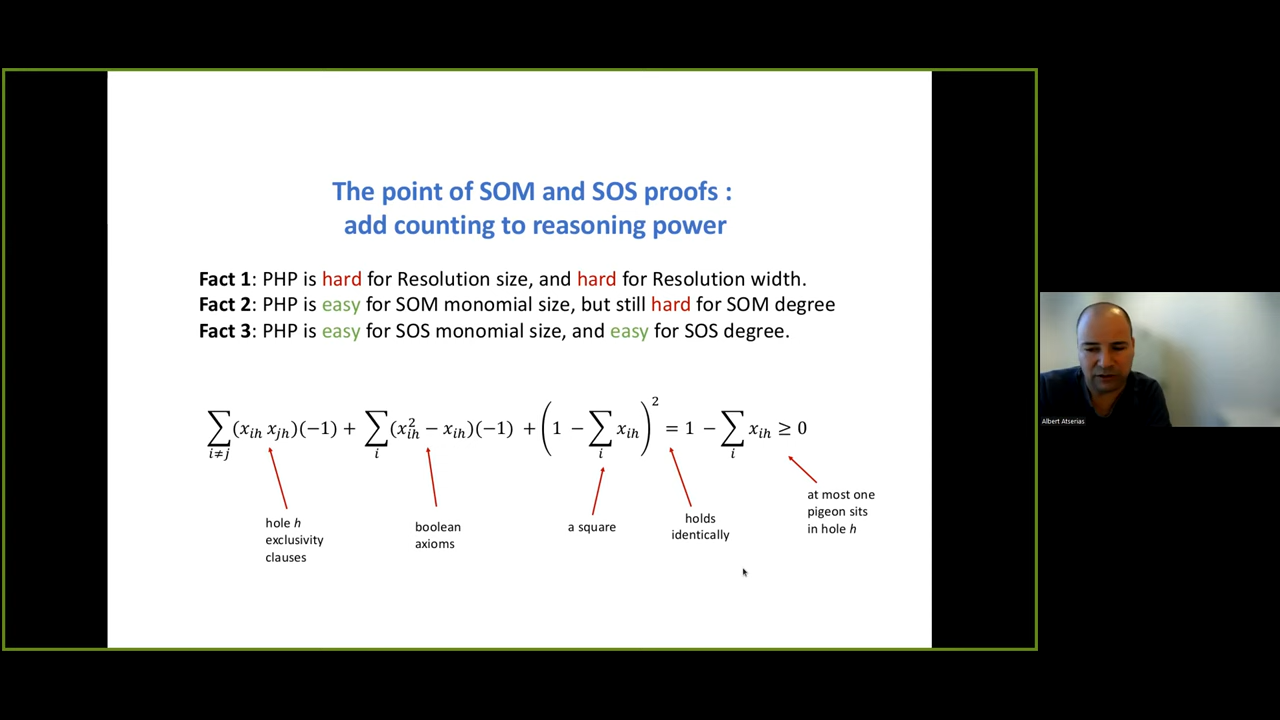 The point of SOM and SOS proofs :
add counting to reasoning power
Fact 1: PHP is hard for Resolution size, and hard for Resolution width.
Fact 2: PHP is easy for SOM monomial size, but still hard for SOM degree
Fact 3: PHP is easy for SOS monomial size, and easy for SOS degree.
∑_{i≠j}(x_{ih} x_{jh})(−1) + ∑_i(x_{ih}^2 − x_{ih})(−1) + (1 − ∑_i x_{ih})^2 = 1 − ∑_i x_{ih} ≥ 0
hole h
exclusivity
clauses
boolean
axioms
a square
holds
identically
at most one
pigeon sits
in hole h
Albert Atserias